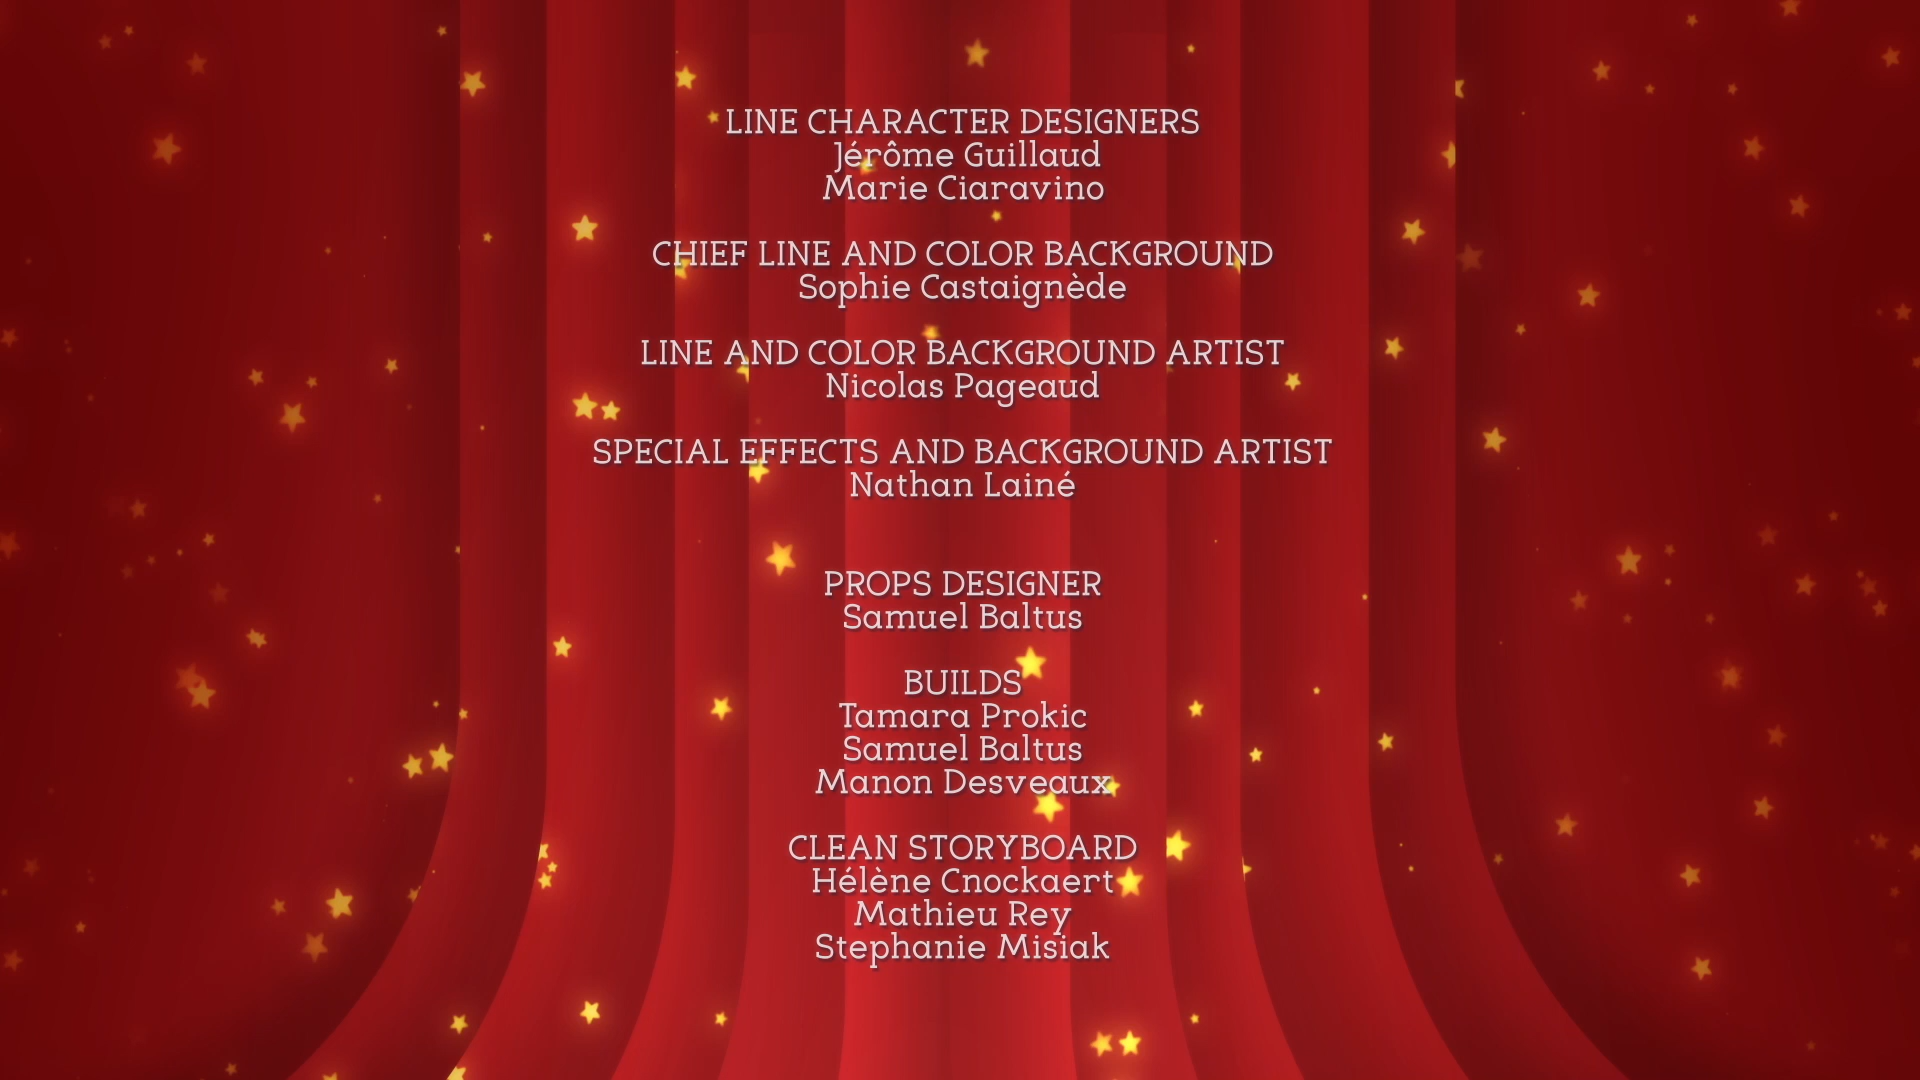 LINE CHARACTER DESIGNERS
Jérôme Guillaud
Marie Ciaravino
CHIEF LINE AND COLOR BACKGROUND
Sophie Castaignède
LINE AND COLOR BACKGROUND ARTIST
Nicolas Pageaud
SPECIAL EFFECTS AND BACKGROUND ARTIST
Nathan Lainé
PROPS DESIGNER
Samuel Baltus
BUILDS
Tamara Prokic
Samuel Baltus
Manon Desveaux
CLEAN STORYBOARD
Hélène Cnockaert
Mathieu Rey
Stephanie Misiak